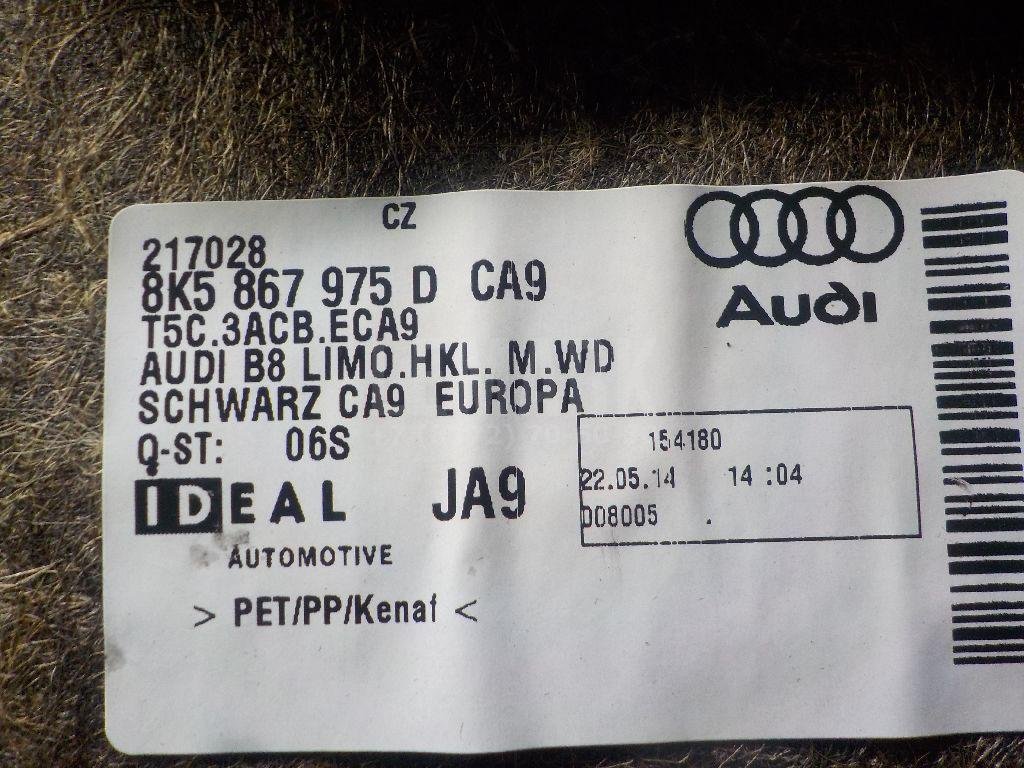 CZ
217028
8K5 867 975 D CA9
T5C.3ACB.ECA9
AUDI B8 LIMO.HKL. M.WD
SCHWARZ CA9 EUROPA
Q-ST: 06S
IDEAL JA9
AUTOMOTIVE
> PET/PP/Kenaf <
Audi
154180
22.05.14 14:04
008005 .